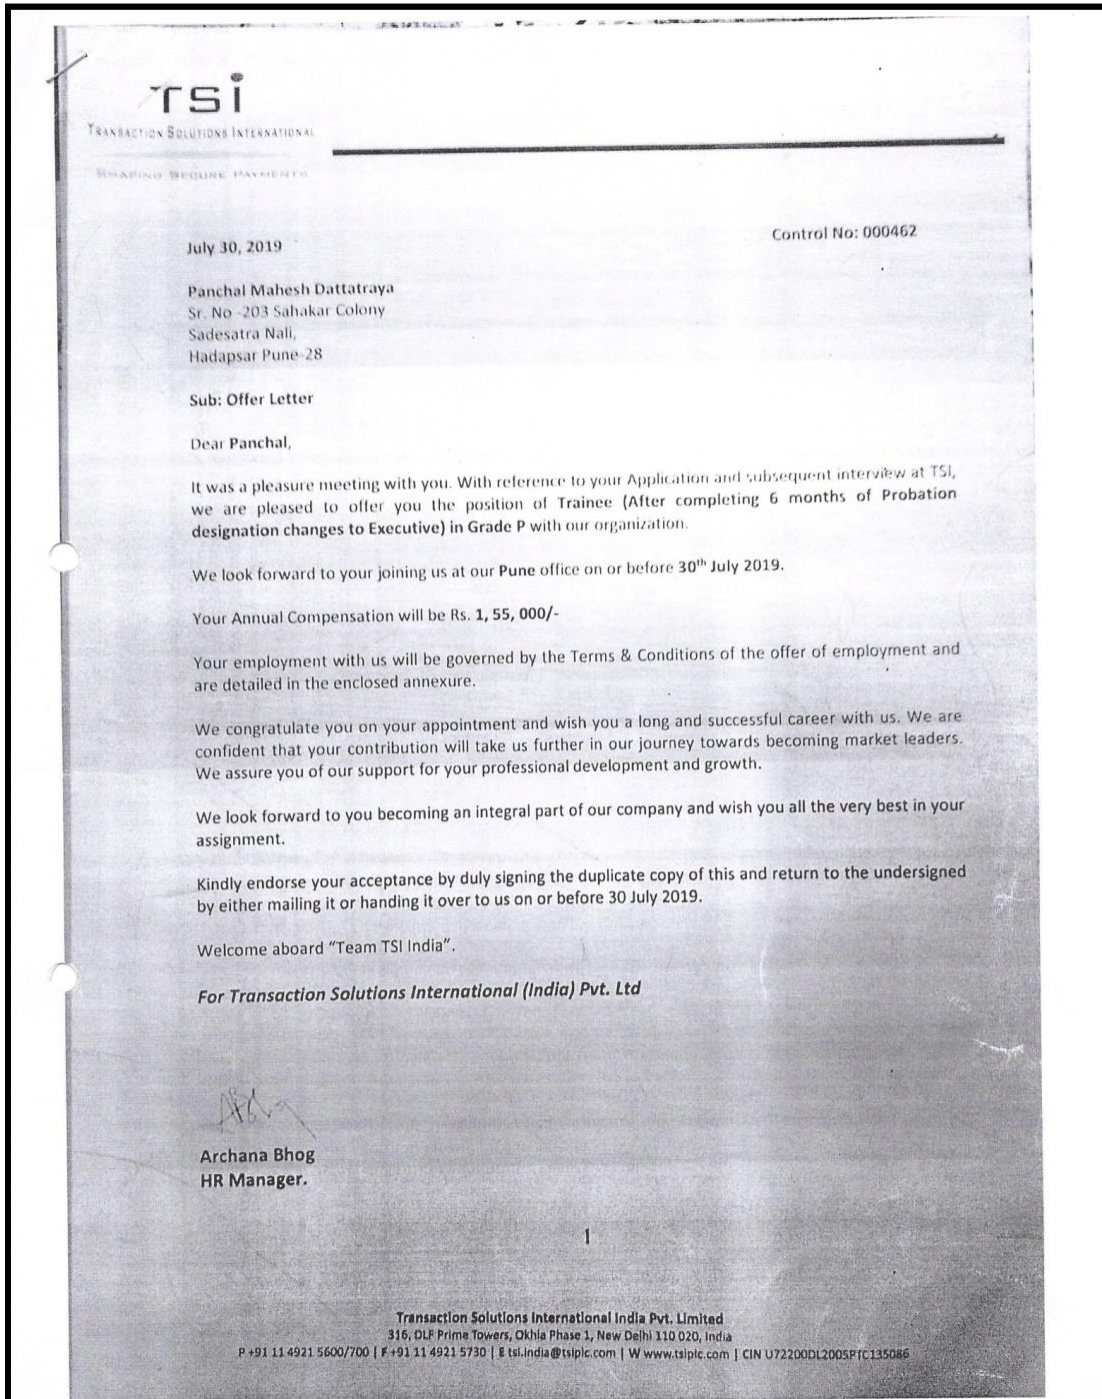 TSi
TRANSACTION SOLUTIONS INTERNATIONAL
SHAPING SECURE PAYMENTS
Control No: 000462
July 30, 2019
Panchal Mahesh Dattatraya
Sr. No -203 Sahakar Colony
Sadesatra Nali,
Hadapsar Pune-28
Sub: Offer Letter
Dear Panchal,
It was a pleasure meeting with you. With reference to your Application and subsequent interview at TSI,
we are pleased to offer you the position of Trainee (After completing 6 months of Probation
designation changes to Executive) in Grade P with our organization.
We look forward to your joining us at our Pune office on or before 30th July 2019.
Your Annual Compensation will be Rs. 1, 55, 000/-
Your employment with us will be governed by the Terms & Conditions of the offer of employment and
are detailed in the enclosed annexure.
We congratulate you on your appointment and wish you a long and successful career with us. We are
confident that your contribution will take us further in our journey towards becoming market leaders.
We assure you of our support for your professional development and growth.
We look forward to you becoming an integral part of our company and wish you all the very best in your
assignment.
Kindly endorse your acceptance by duly signing the duplicate copy of this and return to the undersigned
by either mailing it or handing it over to us on or before 30 July 2019.
Welcome aboard "Team TSI India".
For Transaction Solutions International (India) Pvt. Ltd
Archana Bhog
HR Manager.
1
Transaction Solutions International India Pvt. Limited
316, DLF Prime Towers, Okhla Phase 1, New Delhi 110 020, India
P +91 11 4921 5600/700 | F +91 11 4921 5730 | E tsi.india@tsiplc.com | W www.tsiplc.com | CIN U72200DL2005PTC135086